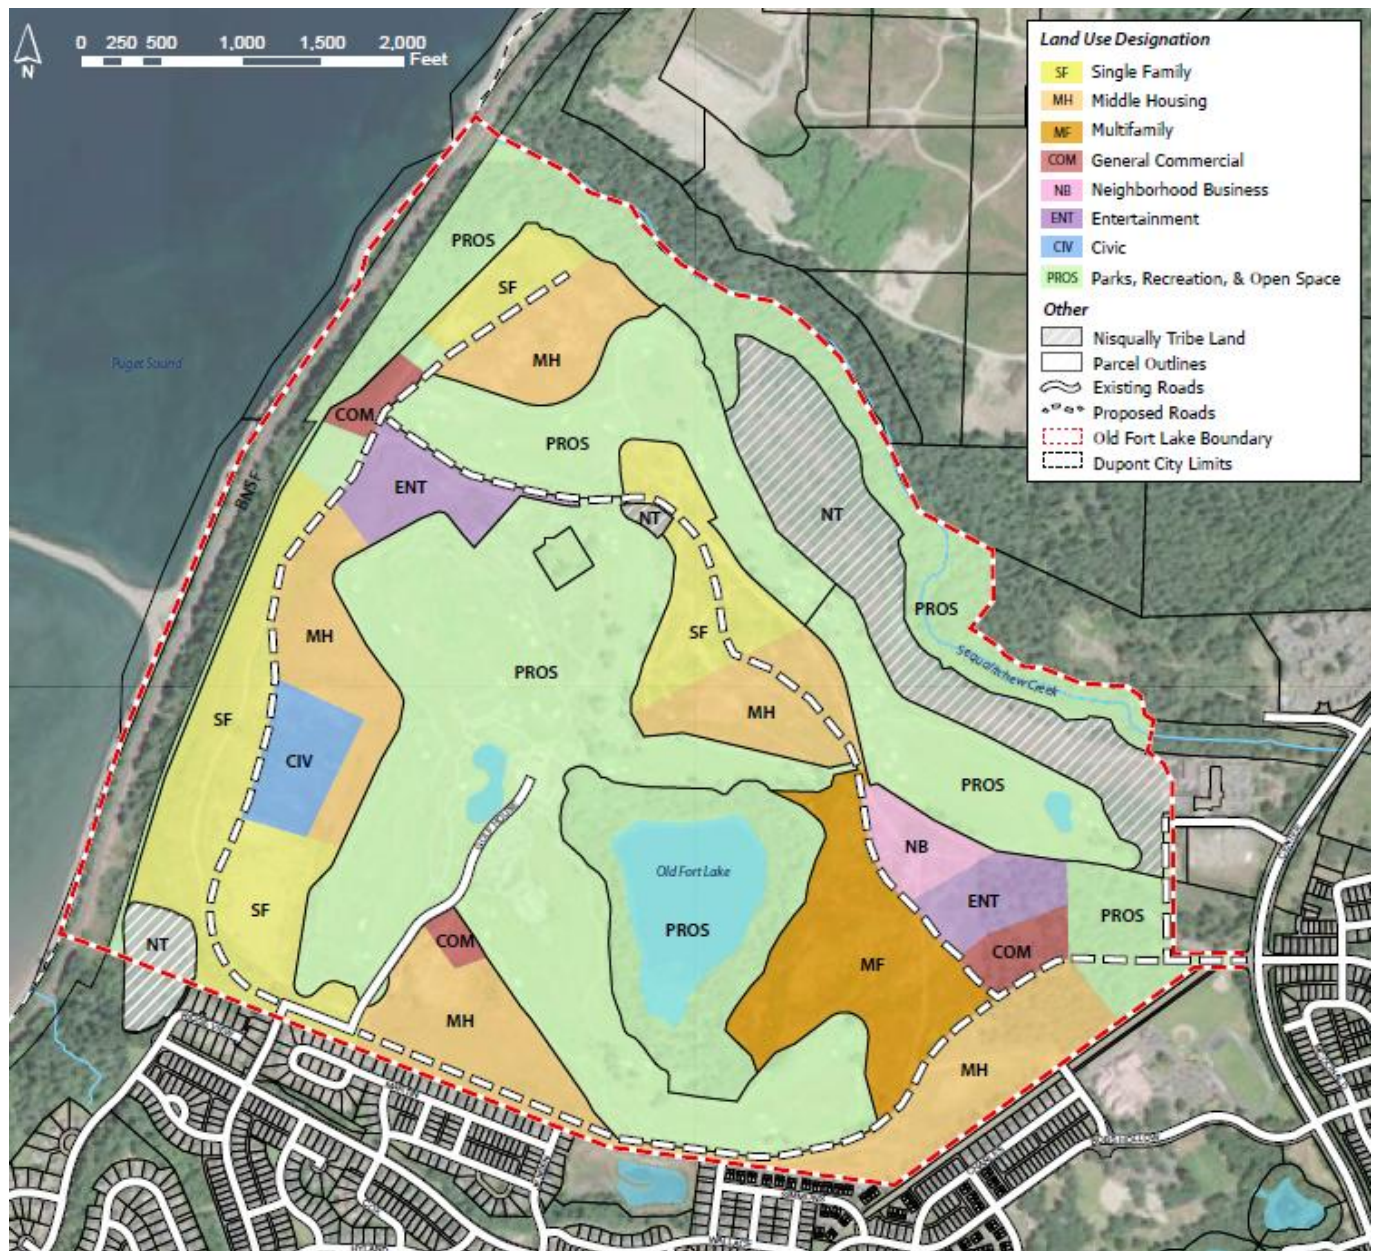 0 250 500 1,000 1,500 2,000
Feet
N
Land Use Designation
SF Single Family
MH Middle Housing
MF Multifamily
COM General Commercial
NB Neighborhood Business
ENT Entertainment
CIV Civic
PROS Parks, Recreation, & Open Space
Other
Nisqually Tribe Land
Parcel Outlines
Existing Roads
Proposed Roads
Old Fort Lake Boundary
Dupont City Limits
PROS
SF
Puget Sound
MH
COM
PROS
ENT
BNSF
NT
NT
PROS
MH
SF
Sequalitchew Creek
PROS
MH
SF
CIV
PROS
NB
Old Fort Lake
ENT
SF
PROS
PROS
COM
NT
COM
MF
MH
MH
CENTER